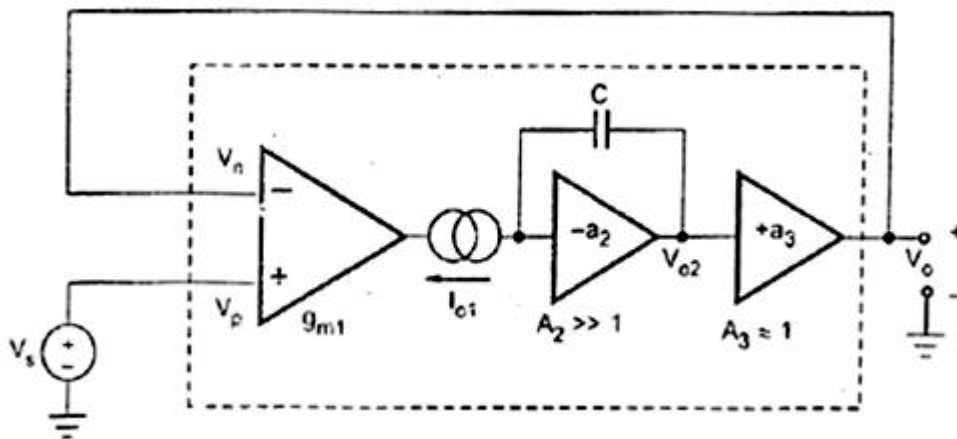 C
Vn
−
−a2
+a3
Vo2
Vo
+
−
+
Vp
gm1
Io1
A2 >> 1
A3 ≈ 1
Vs
+
−